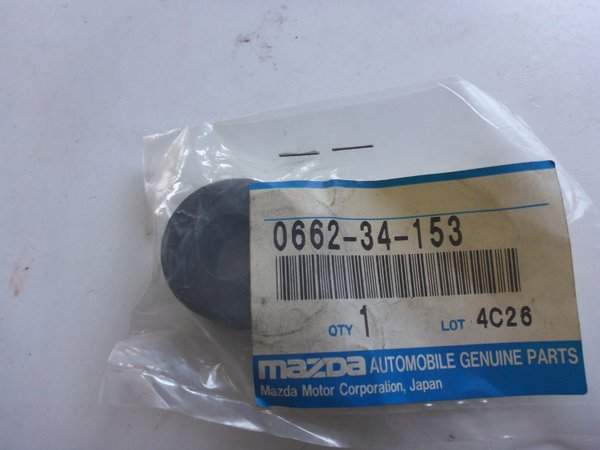 0662-34-153
QTY 1 LOT 4C26
mazda AUTOMOBILE GENUINE PARTS
Mazda Motor Corporation, Japan